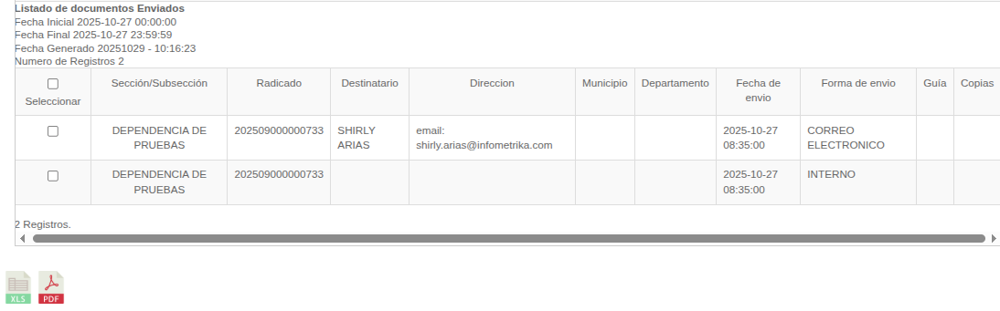 Listado de documentos Enviados
Fecha Inicial 2025-10-27 00:00:00
Fecha Final 2025-10-27 23:59:59
Fecha Generado 20251029 - 10:16:23
Numero de Registros 2
Seleccionar Sección/Subsección Radicado Destinatario Direccion Municipio Departamento Fecha de envio Forma de envio Guía Copias
DEPENDENCIA DE PRUEBAS 202509000000733 SHIRLY ARIAS email: shirly.arias@infometrika.com 2025-10-27 08:35:00 CORREO ELECTRONICO
DEPENDENCIA DE PRUEBAS 202509000000733 2025-10-27 08:35:00 INTERNO
2 Registros.
XLS PDF